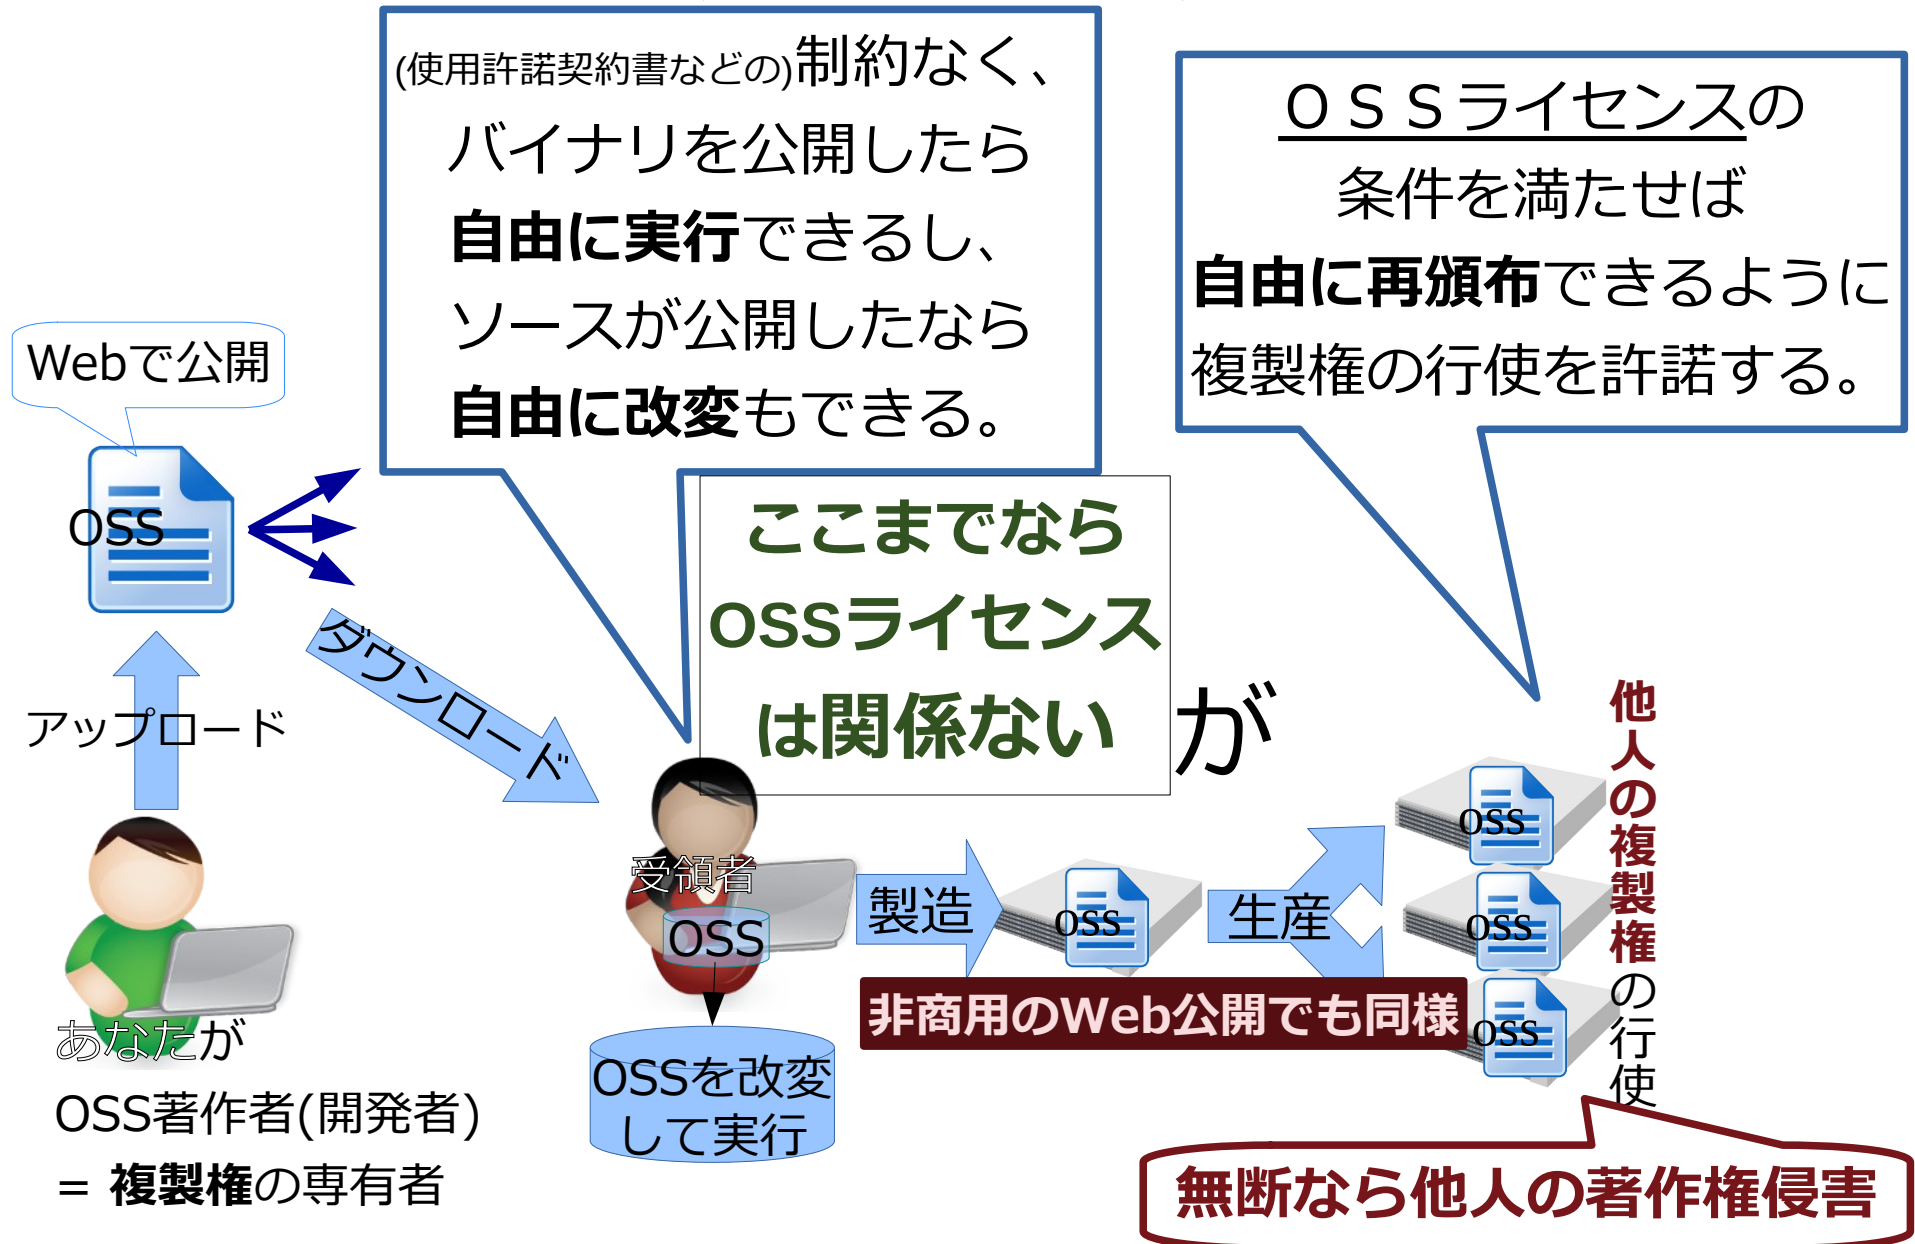 (使用許諾契約書などの)制約なく、
バイナリを公開したら
自由に実行できるし、
ソースが公開したなら
自由に改変もできる。
ＯＳＳライセンスの
条件を満たせば
自由に再頒布できるように
複製権の行使を許諾する。
Webで公開
OSS
アップロード
ダウンロード
ここまでなら
OSSライセンス
は関係ない
が
あなたが
OSS著作者(開発者)
= 複製権の専有者
受領者
OSS
OSSを改変
して実行
製造
OSS
生産
OSS
OSS
OSS
非商用のWeb公開でも同様
他人の複製権の行使
無断なら他人の著作権侵害